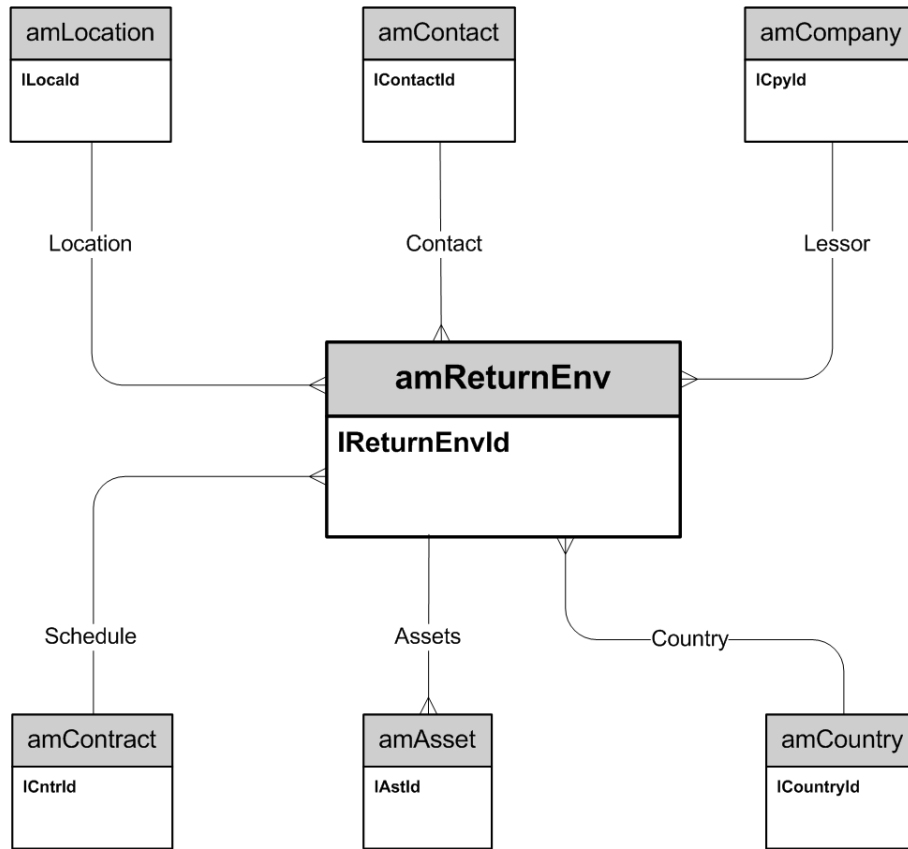 amLocation
amContact
amCompany
lLocaId
lContactId
lCpyId
Location
Contact
Lessor
amReturnEnv
lReturnEnvId
Schedule
Assets
Country
amContract
amAsset
amCountry
lCntrId
lAstId
lCountryId